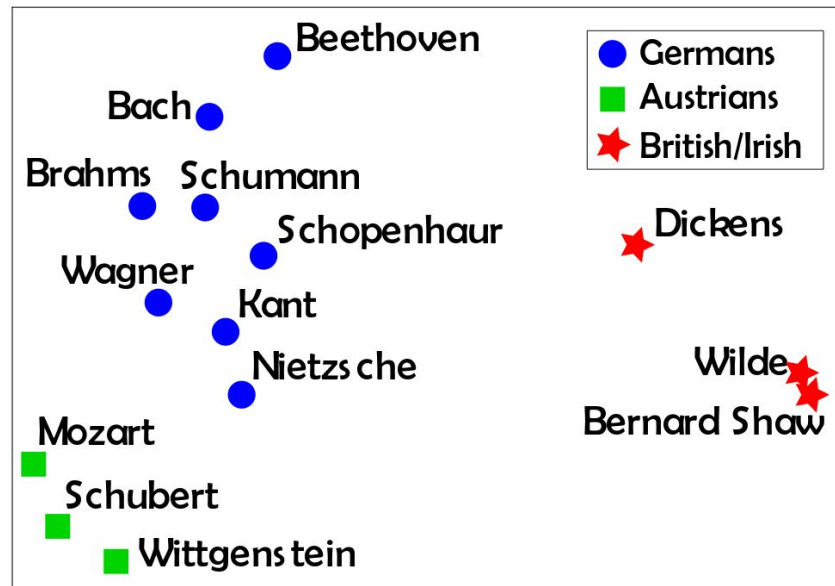 Beethoven
Germans
Bach
Austrians
Brahms
Schumann
British/Irish
Schopenhaur
Dickens
Wagner
Kant
Nietzsche
Wilde
Mozart
Bernard Shaw
Schubert
Wittgenstein